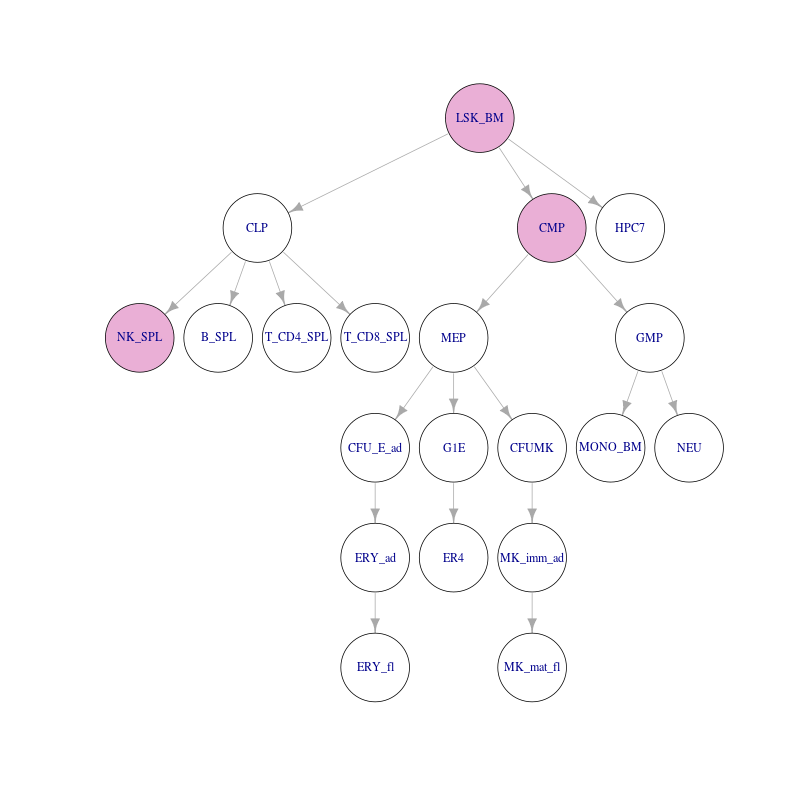 LSK_BM
CLP
CMP
HPC7
NK_SPL
B_SPL
T_CD4_SPL
T_CD8_SPL
MEP
GMP
CFU_E_ad
G1E
CFUMK
MONO_BM
NEU
ERY_ad
ER4
MK_imm_ad
ERY_fl
MK_mat_fl